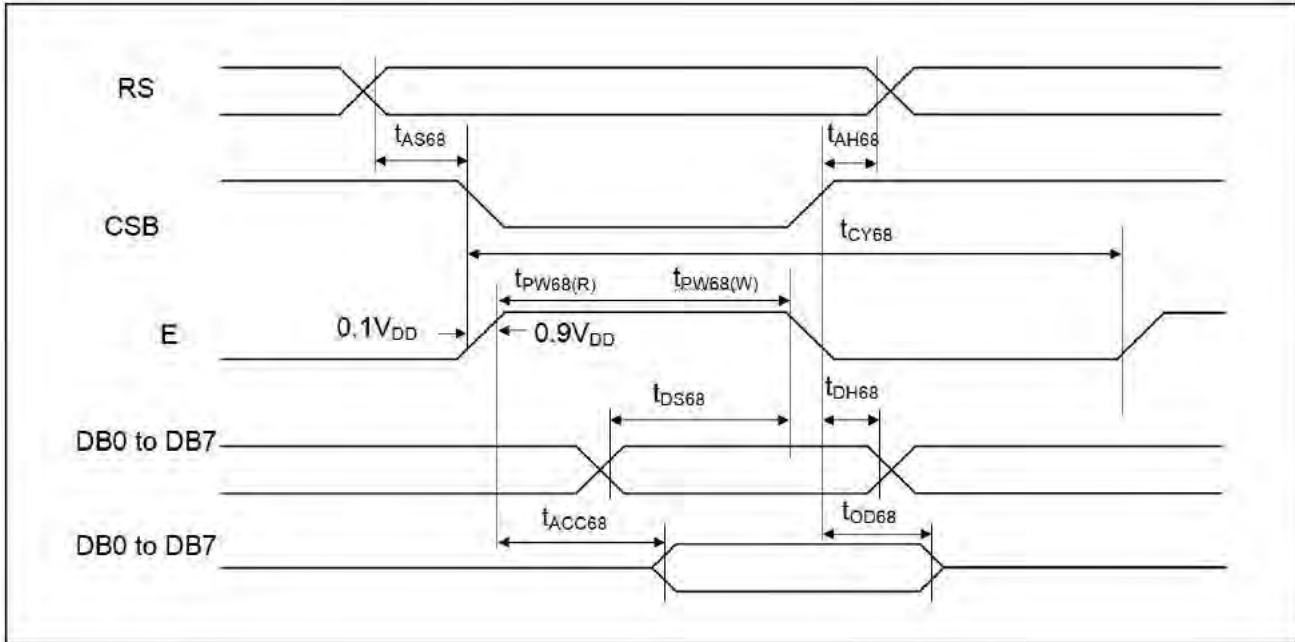 RS
tAS68 tAH68
CSB
tCY68
tPW68(R) tPW68(W)
E 0.1VDD 0.9VDD
tDS68 tDH68
DB0 to DB7
tACC68 tOD68
DB0 to DB7